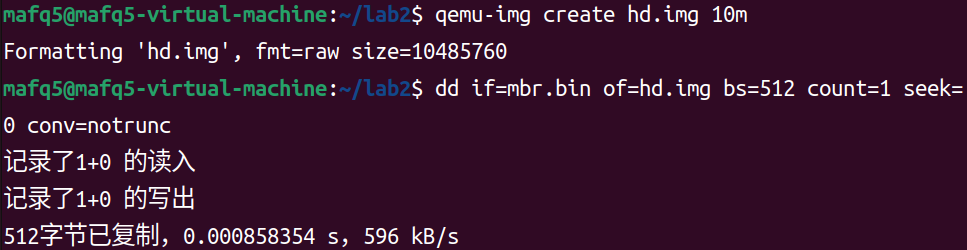 mafq5@mafq5-virtual-machine:~/lab2$ qemu-img create hd.img 10m
Formatting 'hd.img', fmt=raw size=10485760
mafq5@mafq5-virtual-machine:~/lab2$ dd if=mbr.bin of=hd.img bs=512 count=1 seek=
0 conv=notrunc
记录了1+0 的读入
记录了1+0 的写出
512字节已复制，0.000858354 s，596 kB/s